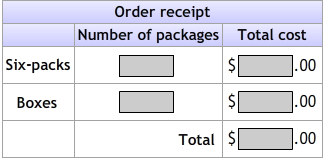 Order receipt
Number of packages Total cost
Six-packs $ .00
Boxes $ .00
Total $ .00